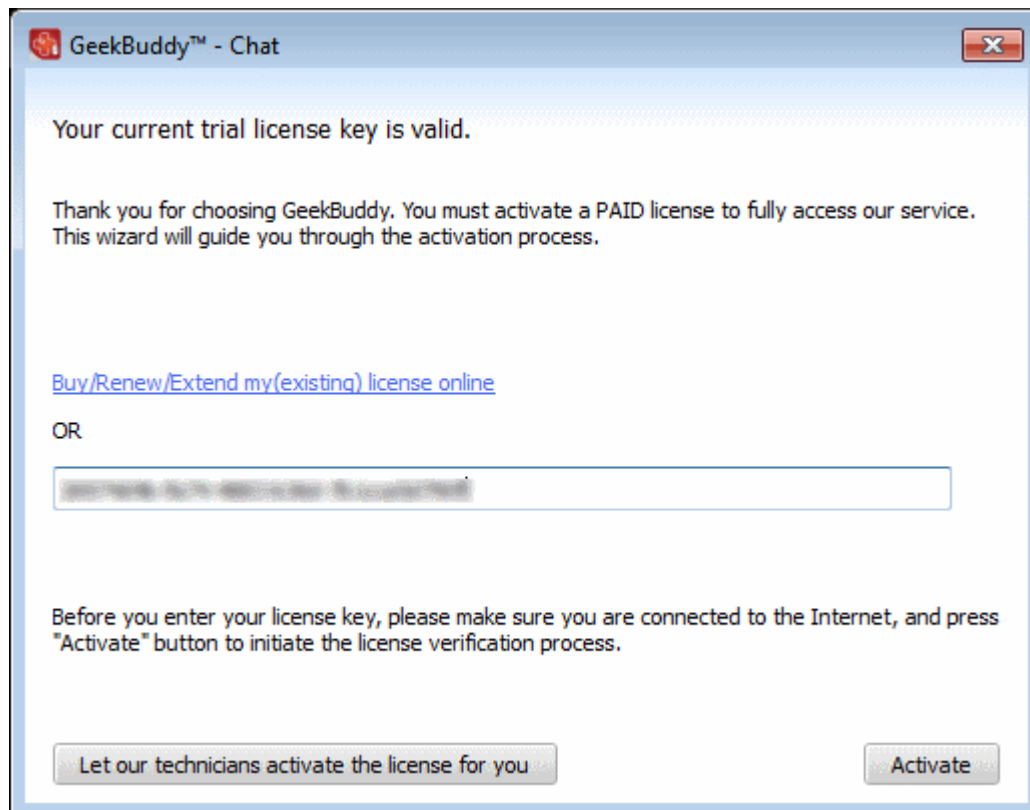 GeekBuddy™ - Chat
Your current trial license key is valid.
Thank you for choosing GeekBuddy. You must activate a PAID license to fully access our service.
This wizard will guide you through the activation process.
Buy/Renew/Extend my(existing) license online
OR
Before you enter your license key, please make sure you are connected to the Internet, and press
"Activate" button to initiate the license verification process.
Let our technicians activate the license for you
Activate